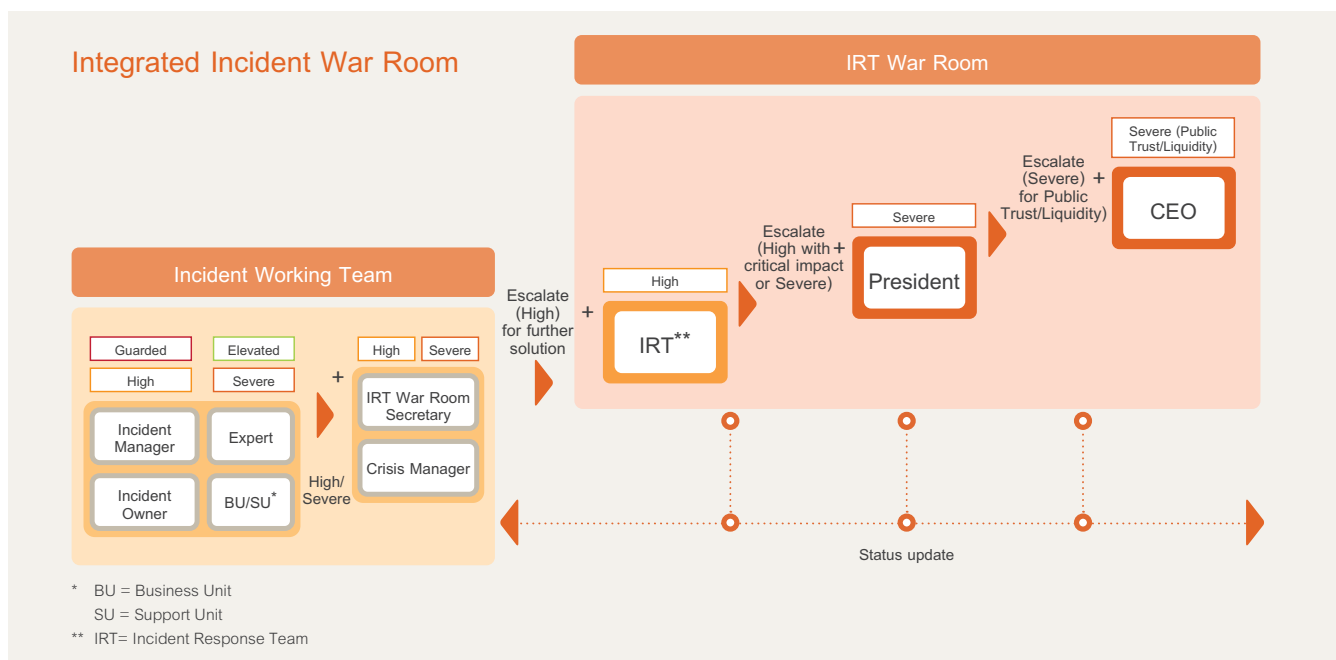 Integrated Incident War Room
IRT War Room
Incident Working Team
Guarded
Elevated
High
Severe
Incident
Manager
Expert
Incident
Owner
BU/SU*
High/
Severe
+
High
Severe
IRT War Room
Secretary
Crisis Manager
Escalate
(High)
for further
solution
+
High
IRT**
Escalate
(High with
critical impact
or Severe)
+
Severe
President
Escalate
(Severe)
for Public
Trust/Liquidity)
+
Severe (Public
Trust/Liquidity)
CEO
Status update
* BU = Business Unit
SU = Support Unit
** IRT= Incident Response Team